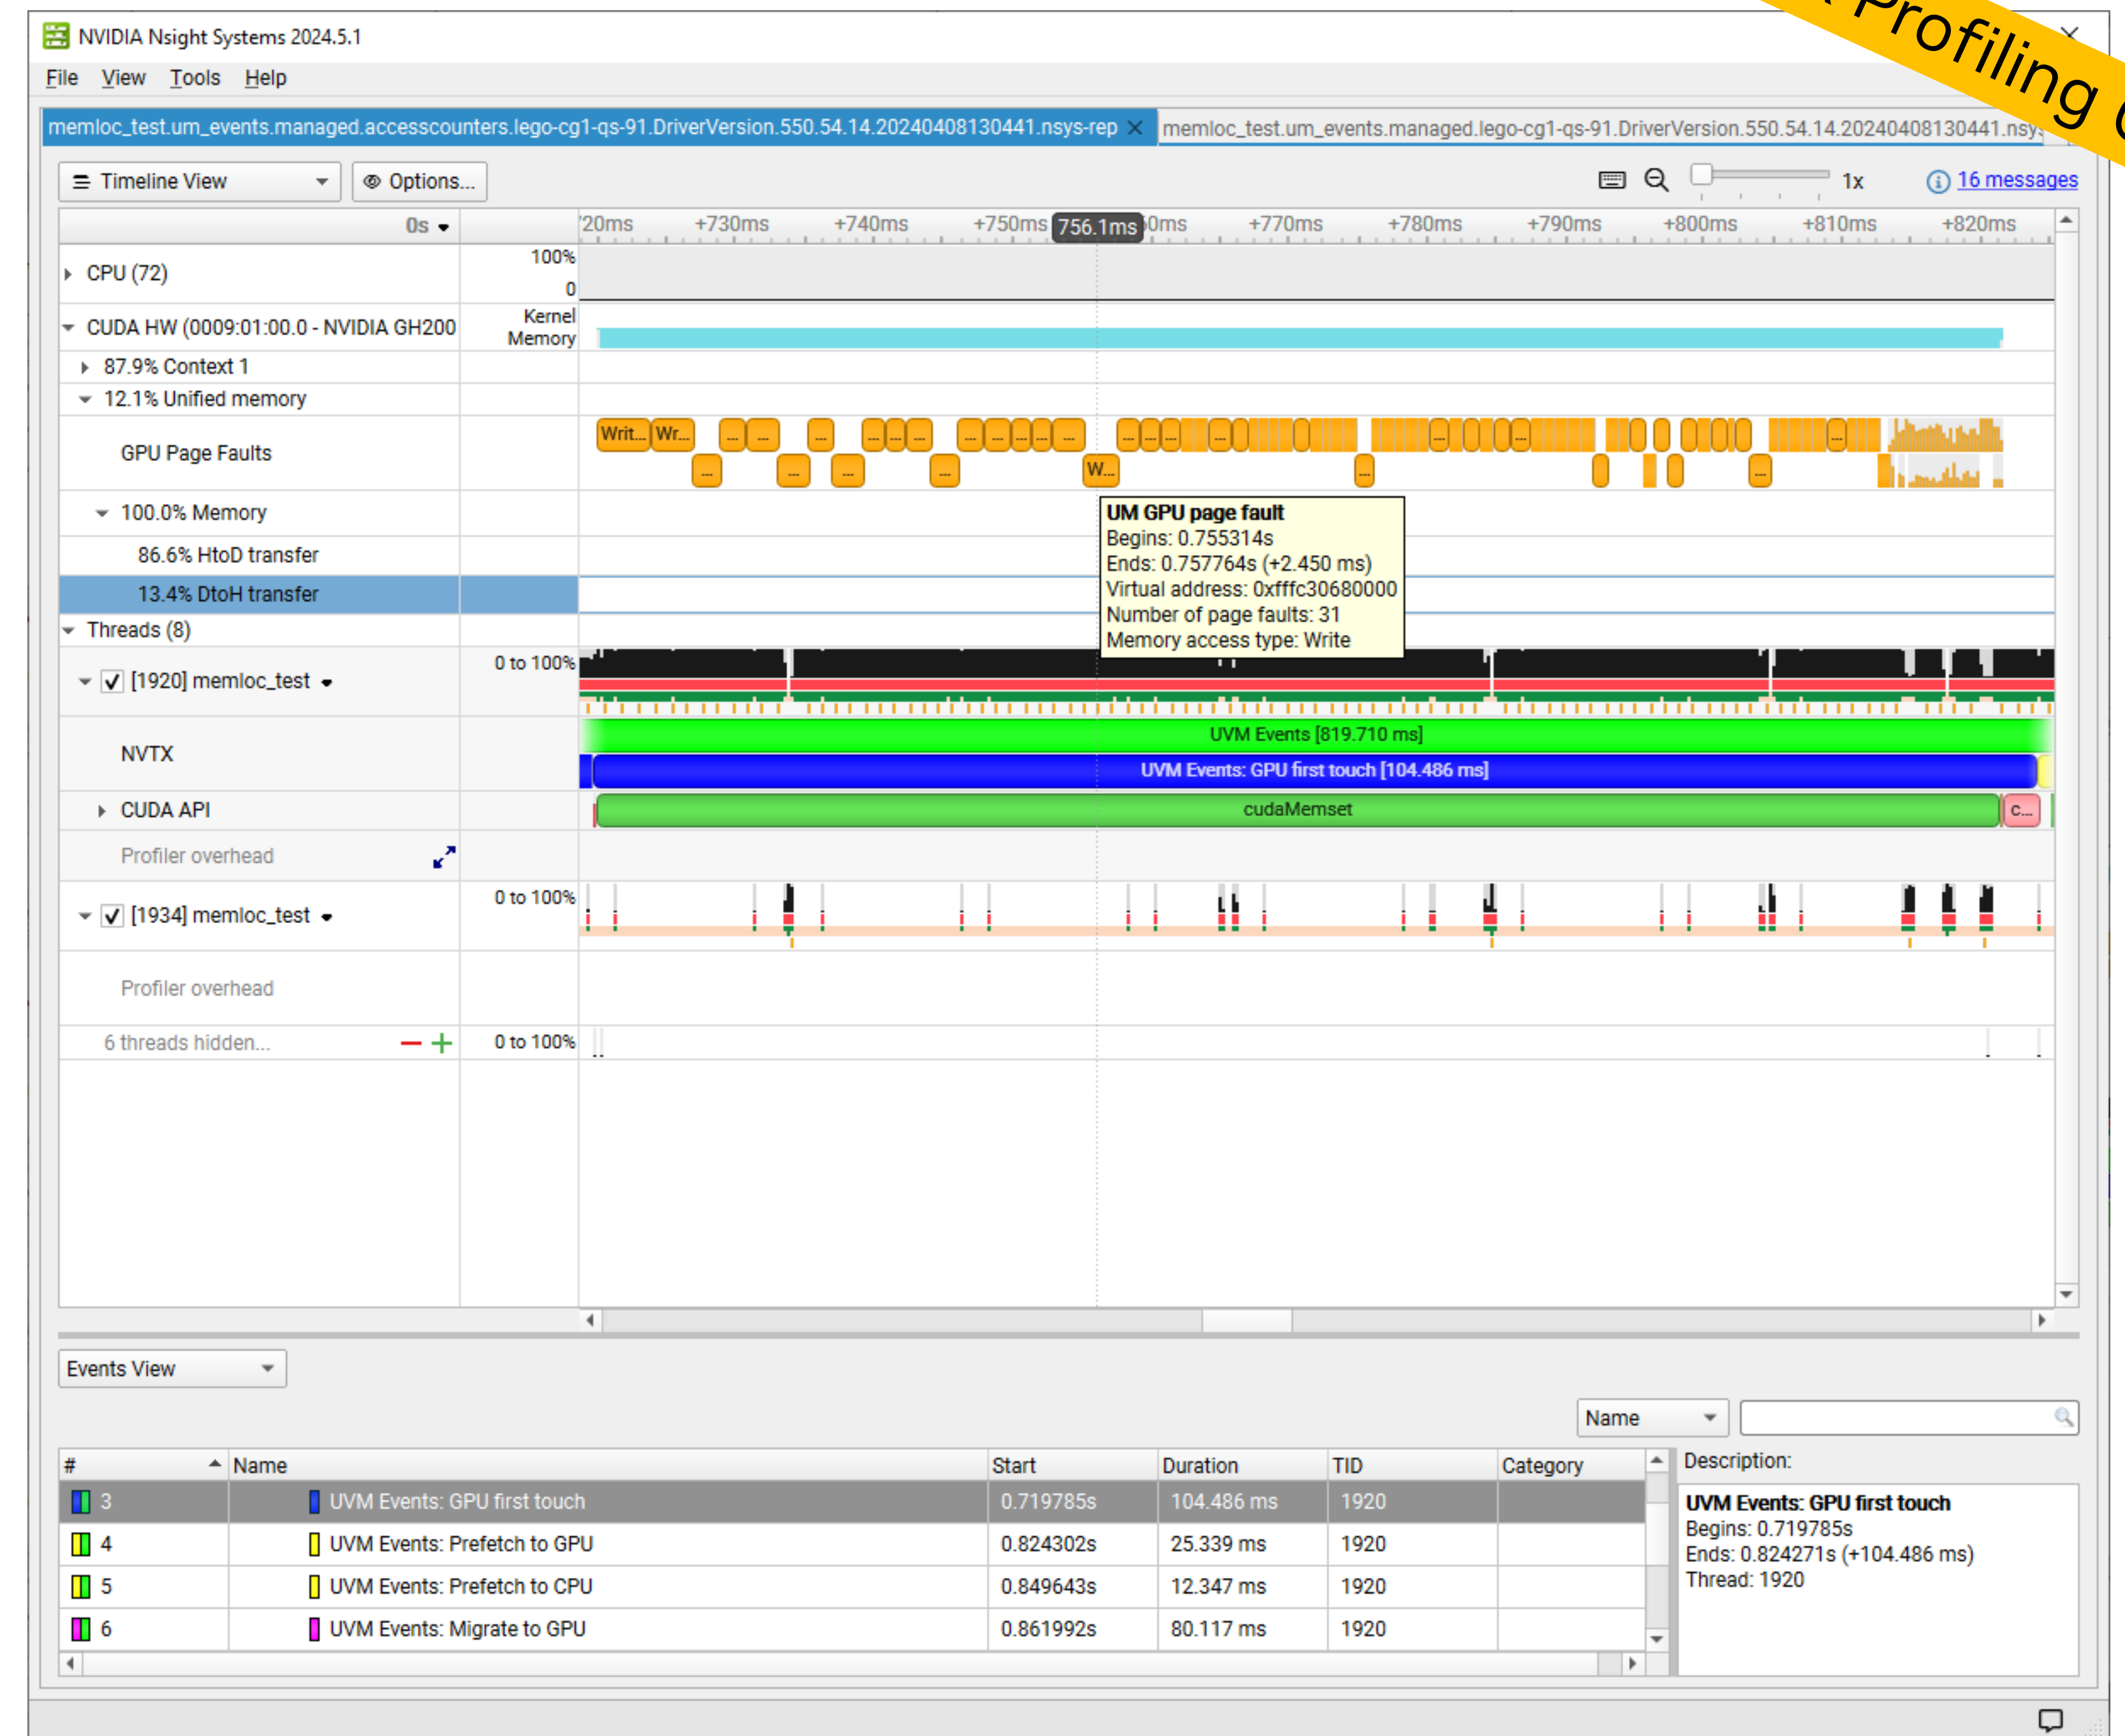 Profiling
NVIDIA Nsight Systems 2024.5.1
File View Tools Help
memloc_test.um_events.managed.accesscounters.lego-cg1-qs-91.DriverVersion.550.54.14.20240408130441.nsys-rep
memloc_test.um_events.managed.lego-cg1-qs-91.DriverVersion.550.54.14.20240408130441.nsys
Timeline View Options... 1x 16 messages
0s 20ms +730ms +740ms +750ms 756.1ms 0ms +770ms +780ms +790ms +800ms +810ms +820ms
CPU (72) 100% 0
CUDA HW (0009:01:00.0 - NVIDIA GH200 Kernel Memory
87.9% Context 1
12.1% Unified memory
Writ... Wr... ... ... ... ... ... ... ... ... ... ... ... ... ... ... ... ... ... ...
GPU Page Faults
... ... ... ... W... ... ...
100.0% Memory
86.6% HtoD transfer
13.4% DtoH transfer
UM GPU page fault
Begins: 0.755314s
Ends: 0.757764s (+2.450 ms)
Virtual address: 0xfffc30680000
Number of page faults: 31
Memory access type: Write
Threads (8)
[1920] memloc_test 0 to 100%
UVM Events [819.710 ms]
NVTX
UVM Events: GPU first touch [104.486 ms]
CUDA API cudaMemset c...
Profiler overhead
[1934] memloc_test 0 to 100%
Profiler overhead
6 threads hidden... 0 to 100%
Events View
Name
# Name Start Duration TID Category
3 UVM Events: GPU first touch 0.719785s 104.486 ms 1920
4 UVM Events: Prefetch to GPU 0.824302s 25.339 ms 1920
5 UVM Events: Prefetch to CPU 0.849643s 12.347 ms 1920
6 UVM Events: Migrate to GPU 0.861992s 80.117 ms 1920
Description:
UVM Events: GPU first touch
Begins: 0.719785s
Ends: 0.824271s (+104.486 ms)
Thread: 1920